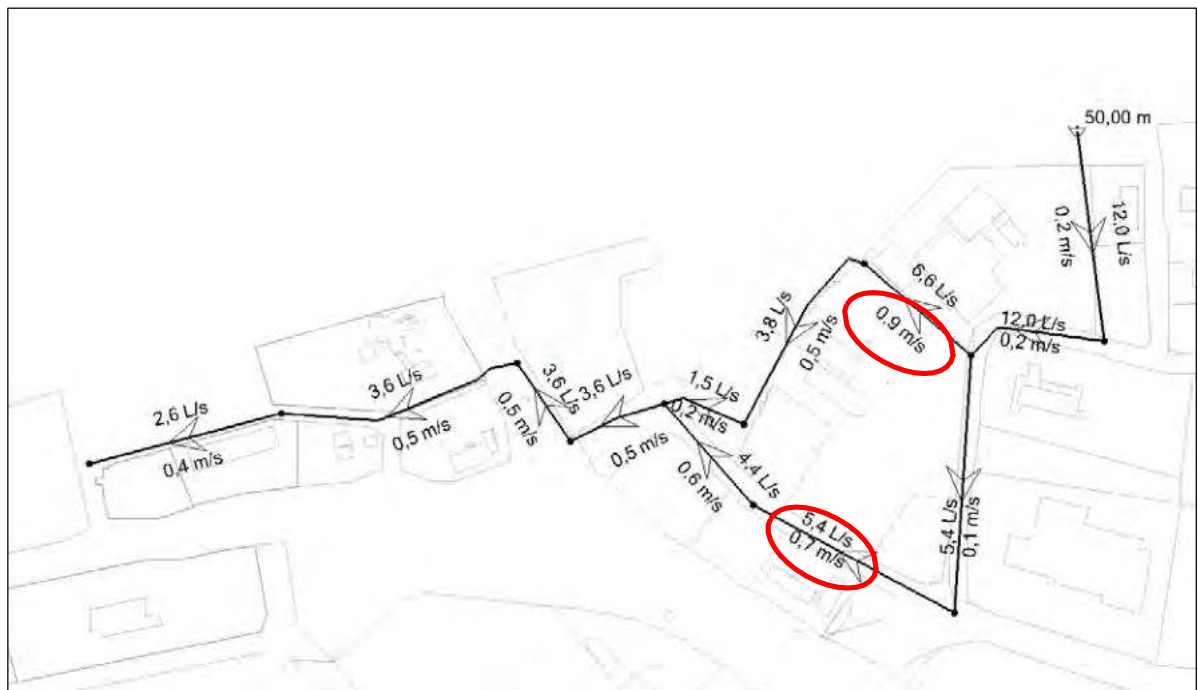 50,00 m
12,0 L/s
0,2 m/s
6,6 L/s
0,9 m/s
12,0 L/s
0,2 m/s
3,8 L/s
0,5 m/s
1,5 L/s
0,2 m/s
3,6 L/s
0,5 m/s
3,6 L/s
0,5 m/s
3,6 L/s
0,5 m/s
2,6 L/s
0,4 m/s
4,4 L/s
0,6 m/s
5,4 L/s
0,7 m/s
5,4 L/s
0,1 m/s